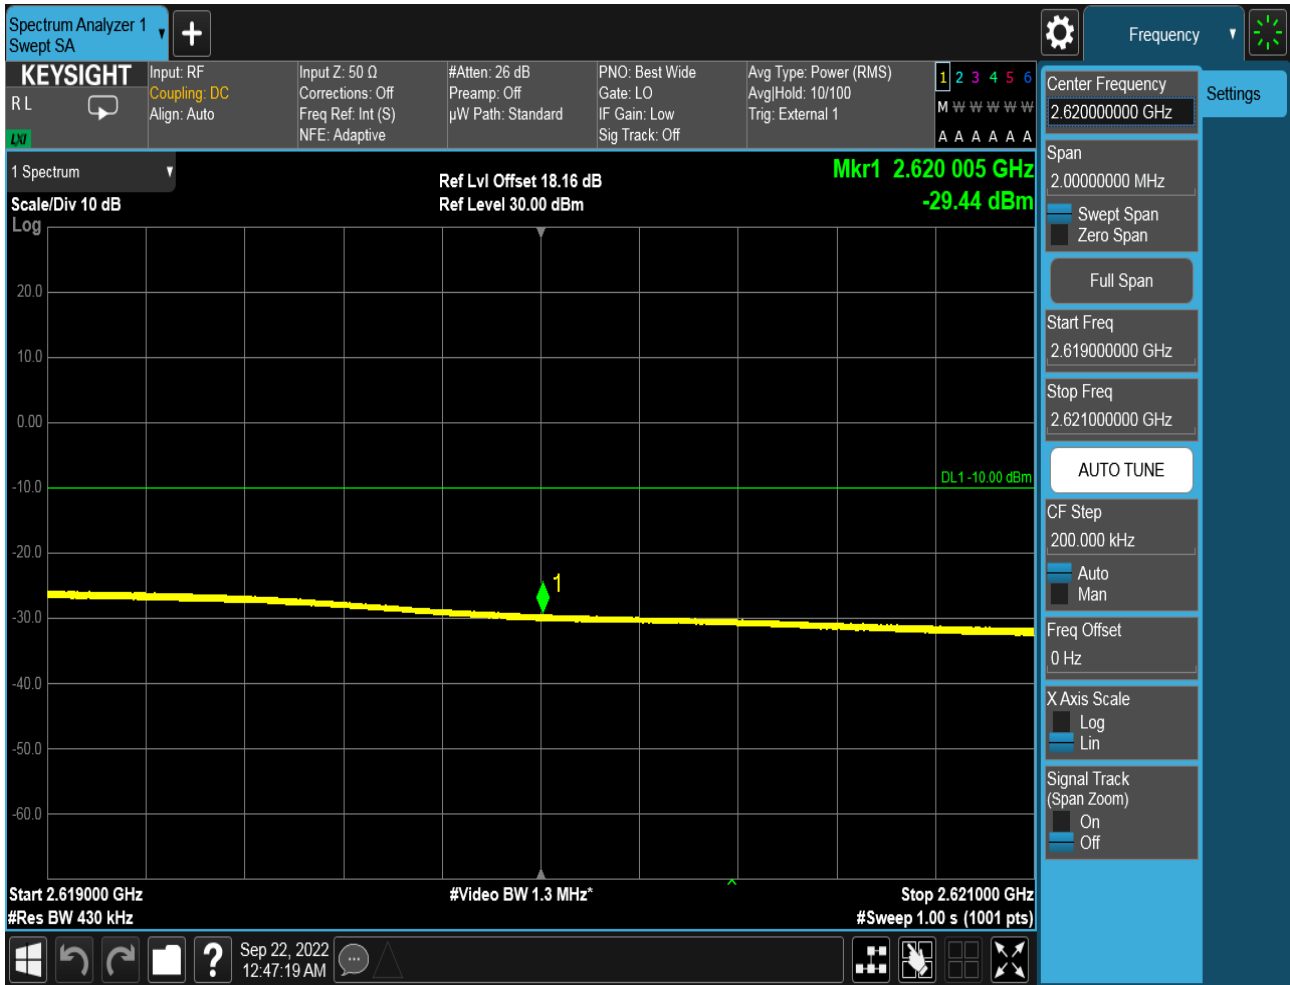 Spectrum Analyzer 1
Swept SA
Frequency
KEYSIGHT
R L
LXI
Input: RF
Coupling: DC
Align: Auto
Input Z: 50 Ω
Corrections: Off
Freq Ref: Int (S)
NFE: Adaptive
#Atten: 26 dB
Preamp: Off
µW Path: Standard
PNO: Best Wide
Gate: LO
IF Gain: Low
Sig Track: Off
Avg Type: Power (RMS)
Avg|Hold: 10/100
Trig: External 1
1 2 3 4 5 6
M W W W W W
A A A A A A
Center Frequency
2.620000000 GHz
Settings
Span
2.00000000 MHz
Swept Span
Zero Span
Full Span
Start Freq
2.619000000 GHz
Stop Freq
2.621000000 GHz
AUTO TUNE
CF Step
200.000 kHz
Auto
Man
Freq Offset
0 Hz
X Axis Scale
Log
Lin
Signal Track
(Span Zoom)
On
Off
1 Spectrum
Scale/Div 10 dB
Log
Ref Lvl Offset 18.16 dB
Ref Level 30.00 dBm
Mkr1 2.620 005 GHz
-29.44 dBm
20.0
10.0
0.00
-10.0
DL1 -10.00 dBm
-20.0
1
-30.0
-40.0
-50.0
-60.0
Start 2.619000 GHz
#Video BW 1.3 MHz*
Stop 2.621000 GHz
#Res BW 430 kHz
#Sweep 1.00 s (1001 pts)
?
Sep 22, 2022
12:47:19 AM